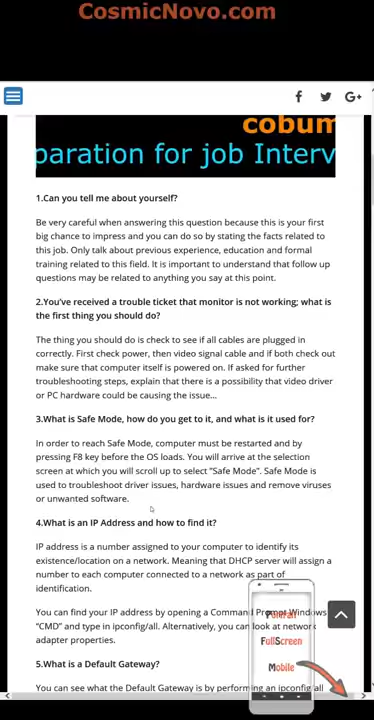 CosmicNovo.com
cobum
paration for job Interv
1.Can you tell me about yourself?
Be very careful when answering this question because this is your first
big chance to impress and you can do so by stating the facts related to
this job. Only talk about previous experience, education and formal
training related to this field. It is important to understand that follow up
questions may be related to anything you say at this point.
2.You’ve received a trouble ticket that monitor is not working; what is
the first thing you should do?
The thing you should do is check to see if all cables are plugged in
correctly. First check power, then video signal cable and if both check out
make sure that computer itself is powered on. If asked for further
troubleshooting steps, explain that there is a possibility that video driver
or PC hardware could be causing the issue...
3.What is Safe Mode, how do you get to it, and what is it used for?
In order to reach Safe Mode, computer must be restarted and by
pressing F8 key before the OS loads. You will arrive at the selection
screen at which you will scroll up to select “Safe Mode”. Safe Mode is
used to troubleshoot driver issues, hardware issues and remove viruses
or unwanted software.
4.What is an IP Address and how to find it?
IP address is a number assigned to your computer to identify its
existence/location on a network. Meaning that DHCP server will assign a
number to each computer connected to a network as part of
identification.
You can find your IP address by opening a Command Prompt Windows
“CMD” and type in ipconfig/all. Alternatively, you can look at network
adapter properties.
5.What is a Default Gateway?
You can see what the Default Gateway is by performing an ipconfig/all
Portrait
FullScreen
Mobile